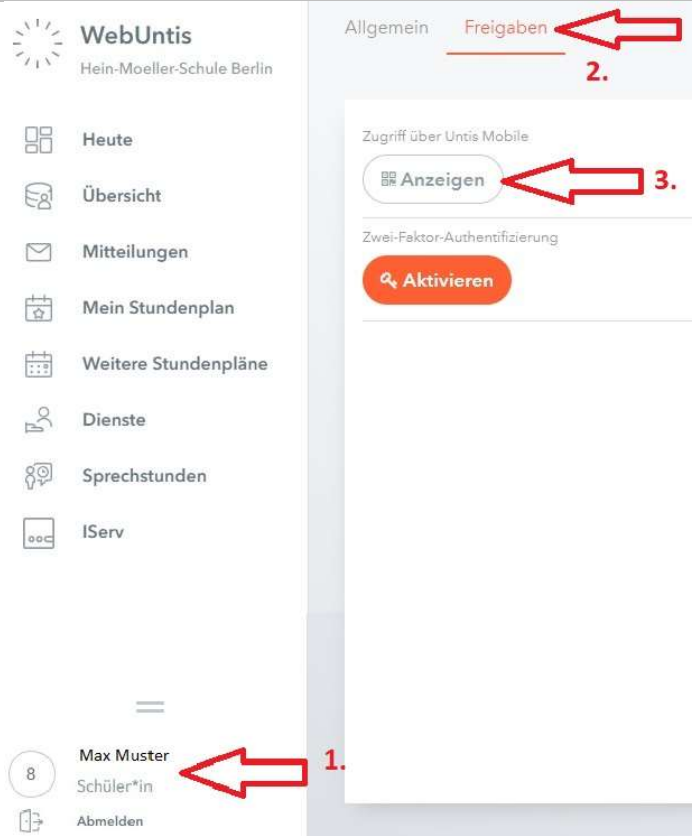 WebUntis
Hein-Moeller-Schule Berlin
Heute
Übersicht
Mitteilungen
Mein Stundenplan
Weitere Stundenpläne
Dienste
Sprechstunden
IServ
8
Max Muster
Schüler*in
Abmelden
1.
Allgemein Freigaben
2.
Zugriff über Untis Mobile
Anzeigen
3.
Zwei-Faktor-Authentifizierung
Aktivieren